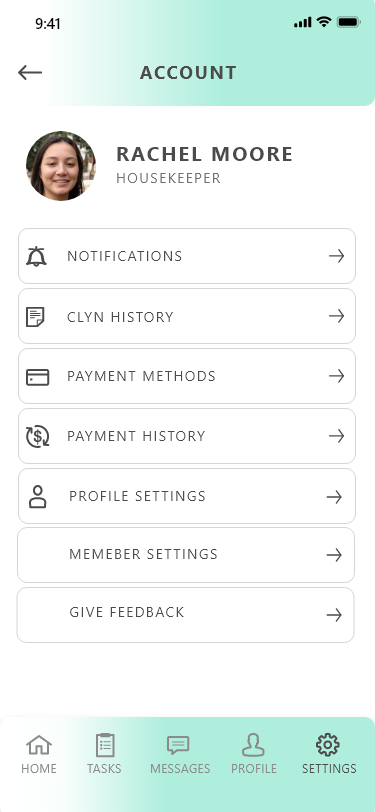 9:41
ACCOUNT
RACHEL MOORE
HOUSEKEEPER
NOTIFICATIONS
CLYN HISTORY
PAYMENT METHODS
$ PAYMENT HISTORY
PROFILE SETTINGS
MEMEBER SETTINGS
GIVE FEEDBACK
HOME TASKS MESSAGES PROFILE SETTINGS